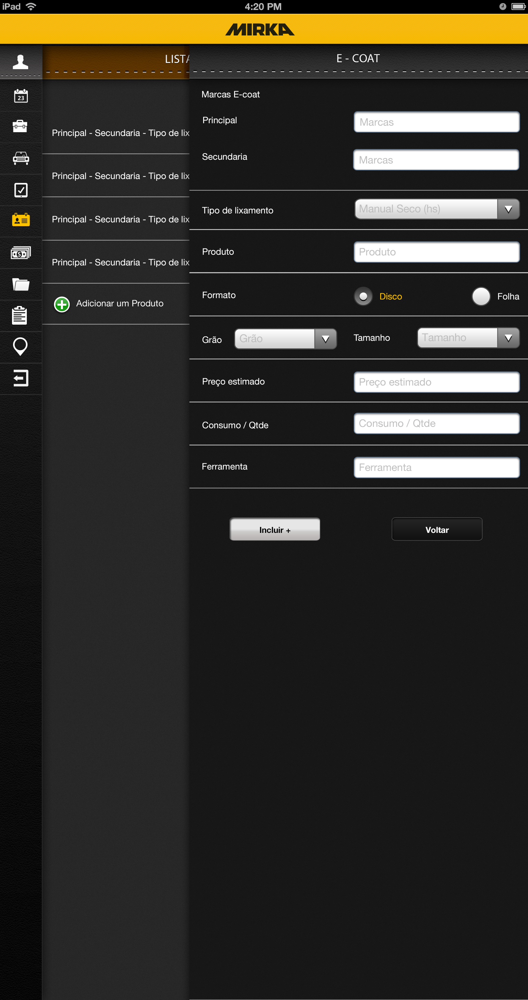 iPad
4:20 PM
MIRKA
23
LISTA
Principal - Secundaria - Tipo de lix
Principal - Secundaria - Tipo de lix
Principal - Secundaria - Tipo de lix
Principal - Secundaria - Tipo de lix
Adicionar um Produto
E - COAT
Marcas E-coat
Principal
Marcas
Secundaria
Marcas
Tipo de lixamento
Manual Seco (hs)
Produto
Produto
Formato
Disco
Folha
Grão
Grão
Tamanho
Tamanho
Preço estimado
Preço estimado
Consumo / Qtde
Consumo / Qtde
Ferramenta
Ferramenta
Incluir +
Voltar